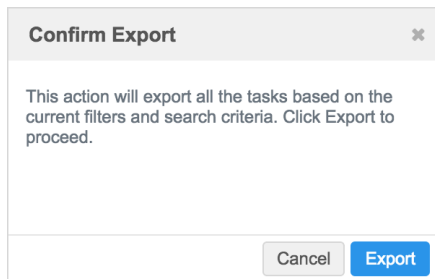 Confirm Export
This action will export all the tasks based on the
current filters and search criteria. Click Export to
proceed.
Cancel Export